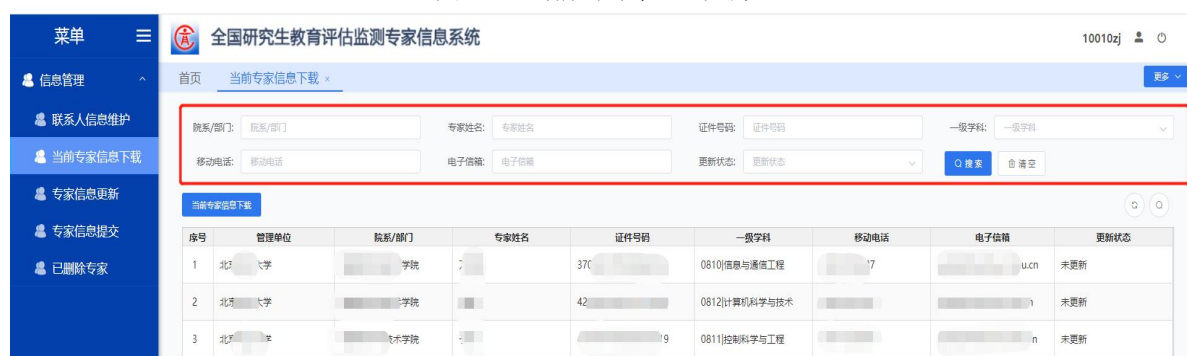 菜单
全国研究生教育评估监测专家信息系统
10010zj
信息管理
首页 当前专家信息下载 ×
更多
联系人信息维护
当前专家信息下载
专家信息更新
专家信息提交
已删除专家
院系/部门: 院系/部门 专家姓名: 专家姓名 证件号码: 证件号码 一级学科: 一级学科
移动电话: 移动电话 电子信箱: 电子信箱 更新状态: 更新状态 搜索 清空
当前专家信息下载
序号 管理单位 院系/部门 专家姓名 证件号码 一级学科 移动电话 电子信箱 更新状态
1 北 大学 学院 370 0810|信息与通信工程 7 u.cn 未更新
2 北 大学 学院 42 0812|计算机科学与技术 未更新
3 北 学 技术学院 19 0811|控制科学与工程 n 未更新